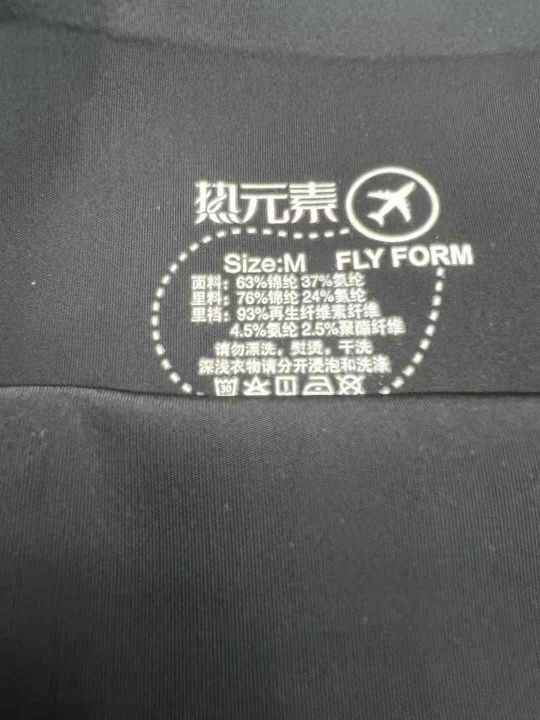 热元素
FLY FORM
Size:M
面料：63%锦纶 37%氨纶
里料：76%锦纶 24%氨纶
里裆：93%再生纤维素纤维
4.5%氨纶 2.5%聚酯纤维
请勿漂洗，熨烫，干洗
深浅衣物请分开浸泡和洗涤
30